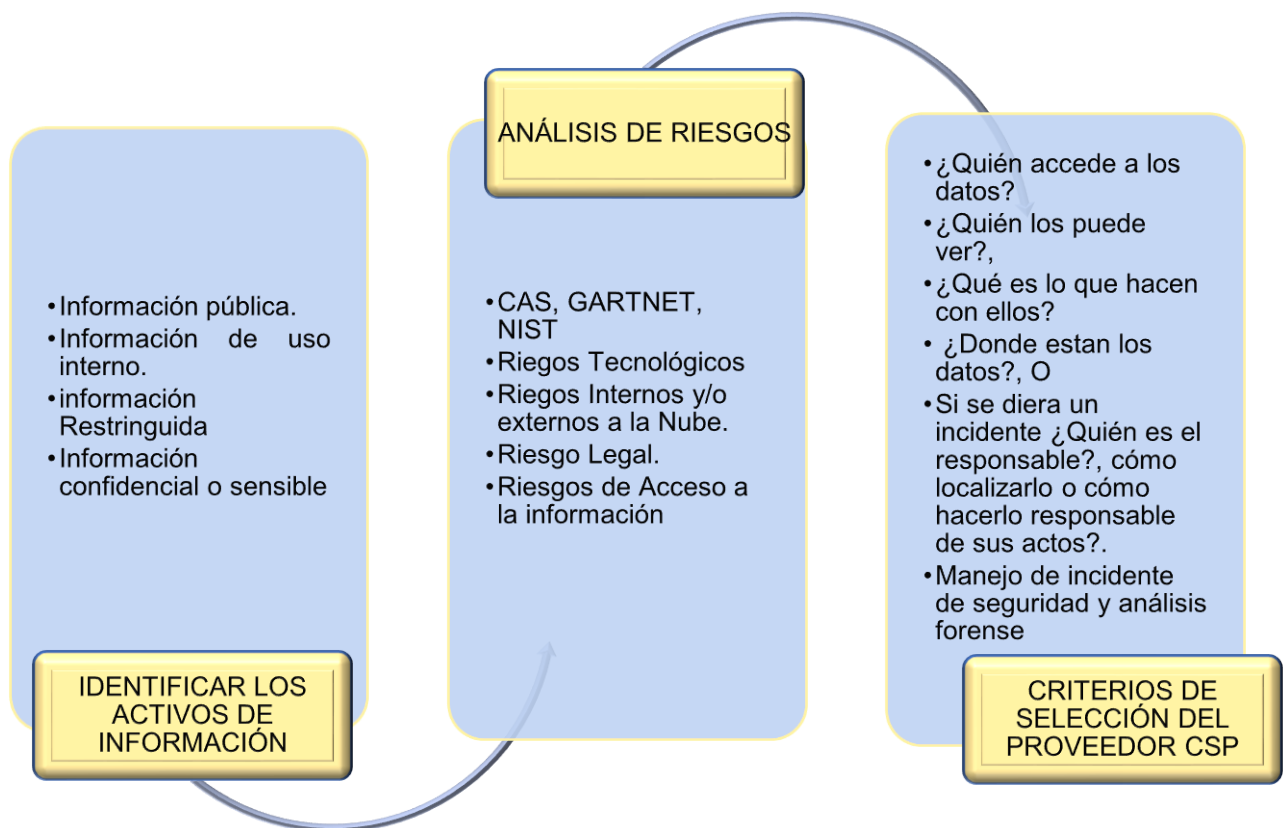 •Información pública.
•Información de uso
interno.
•información
Restringuida
•Información
confidencial o sensible
IDENTIFICAR LOS
ACTIVOS DE
INFORMACIÓN
ANÁLISIS DE RIESGOS
•CAS, GARTNET,
NIST
•Riegos Tecnológicos
•Riegos Internos y/o
externos a la Nube.
•Riesgo Legal.
•Riesgos de Acceso a
la información
•¿Quién accede a los
datos?
•¿Quién los puede
ver?,
•¿Qué es lo que hacen
con ellos?
• ¿Donde estan los
datos?, O
•Si se diera un
incidente ¿Quién es el
responsable?, cómo
localizarlo o cómo
hacerlo responsable
de sus actos?.
•Manejo de incidente
de seguridad y análisis
forense
CRITERIOS DE
SELECCIÓN DEL
PROVEEDOR CSP